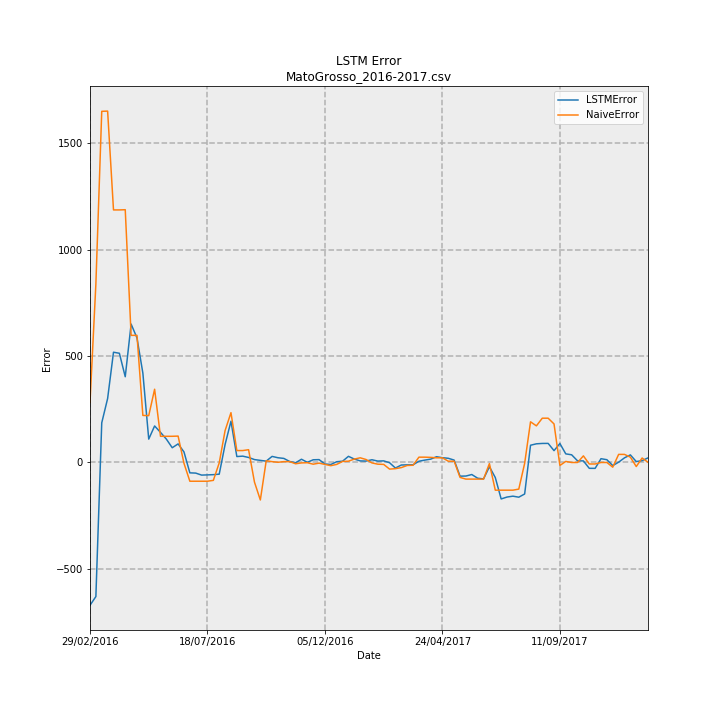 LSTM Error
MatoGrosso_2016-2017.csv
LSTMError
NaiveError
1500
1000
500
0
−500
Error
29/02/2016
18/07/2016
05/12/2016
24/04/2017
11/09/2017
Date